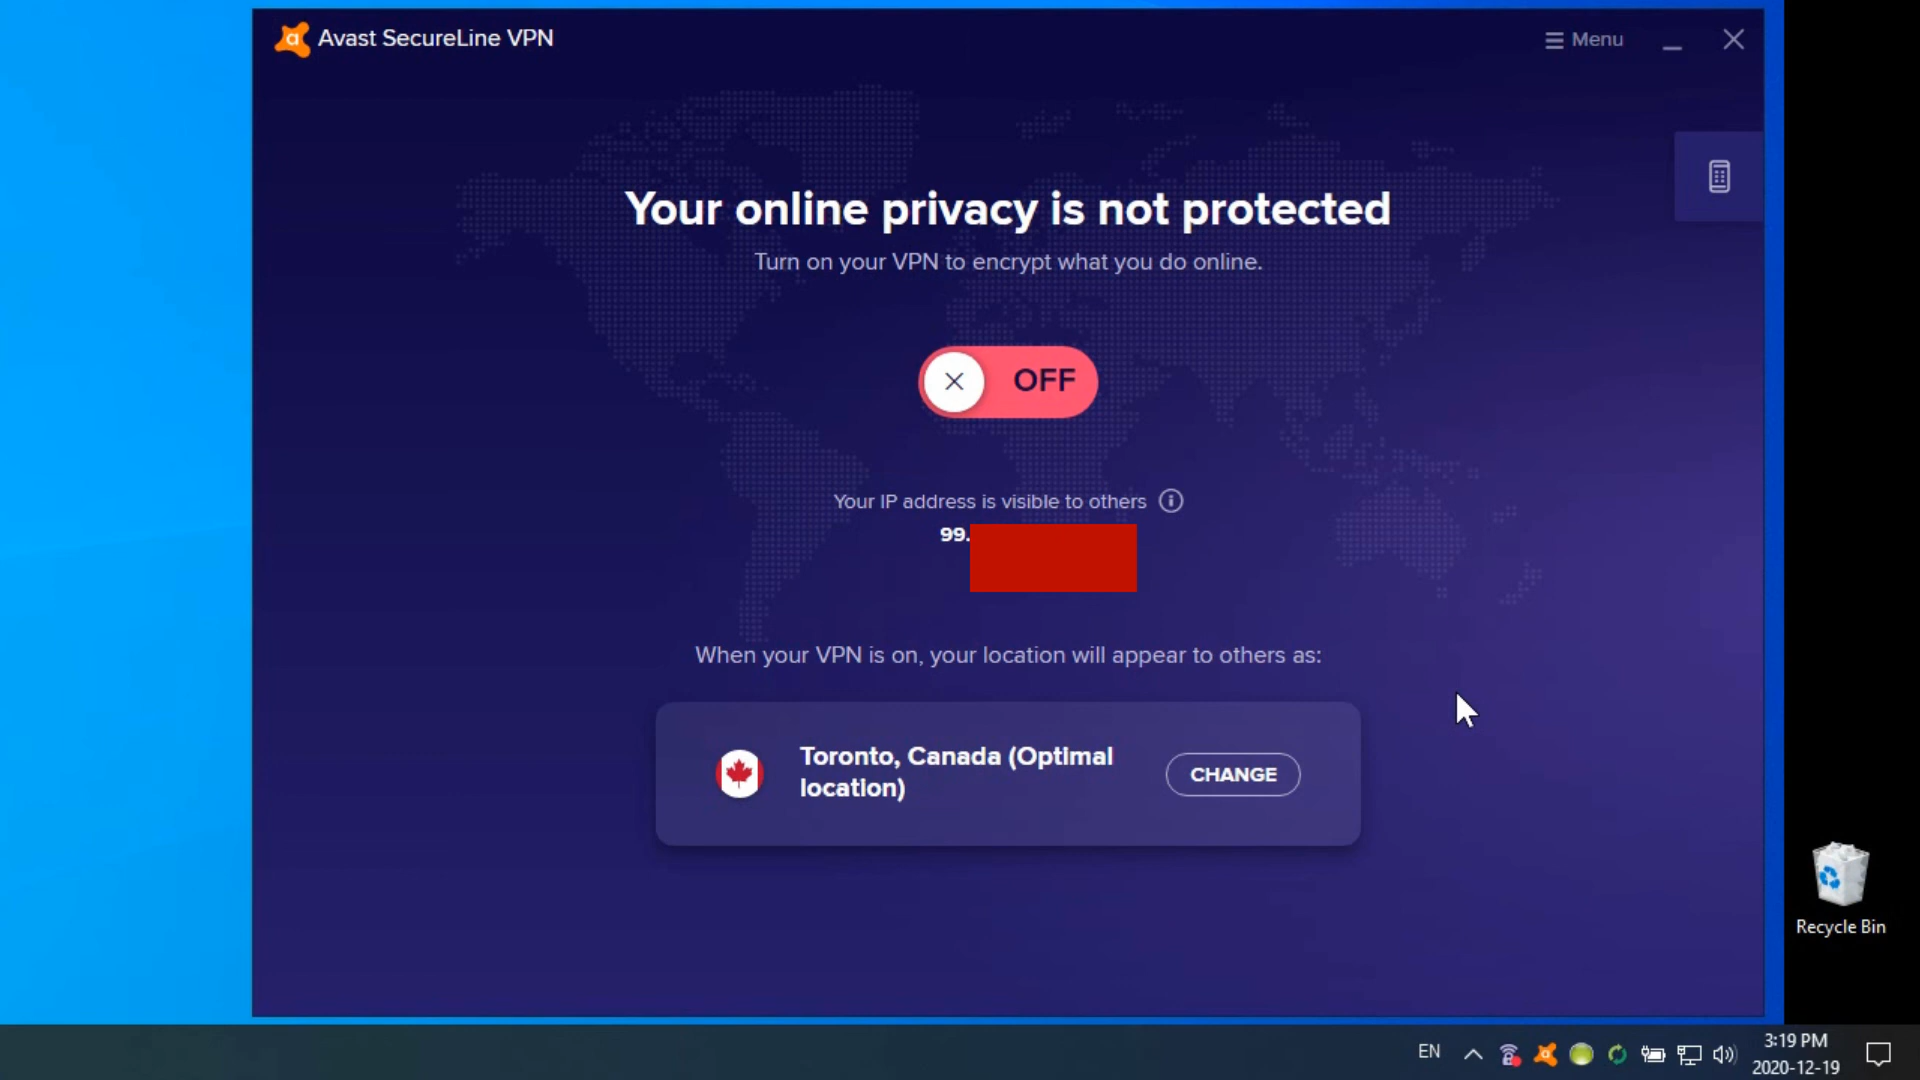 Avast SecureLine VPN
Menu
Your online privacy is not protected
Turn on your VPN to encrypt what you do online.
OFF
Your IP address is visible to others
99.
When your VPN is on, your location will appear to others as:
Toronto, Canada (Optimal
location)
CHANGE
Recycle Bin
EN
3:19 PM
2020-12-19